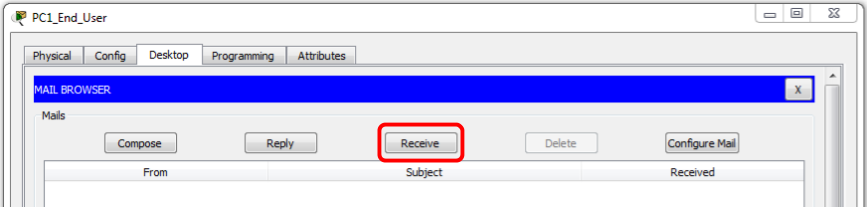 PC1_End_User
Physical Config Desktop Programming Attributes
MAIL BROWSER X
Mails
Compose Reply Receive Delete Configure Mail
From Subject Received